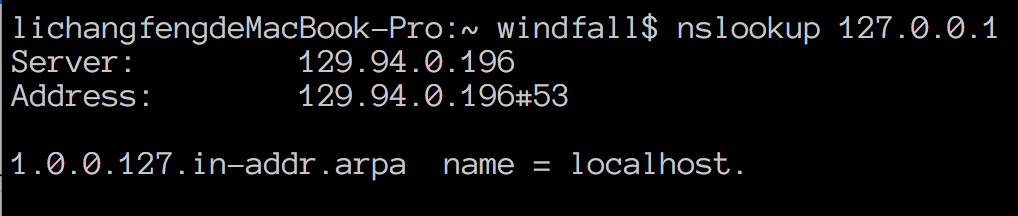 lichangfengdeMacBook-Pro:~ windfall$ nslookup 127.0.0.1
Server:		129.94.0.196
Address:	129.94.0.196#53
1.0.0.127.in-addr.arpa	name = localhost.